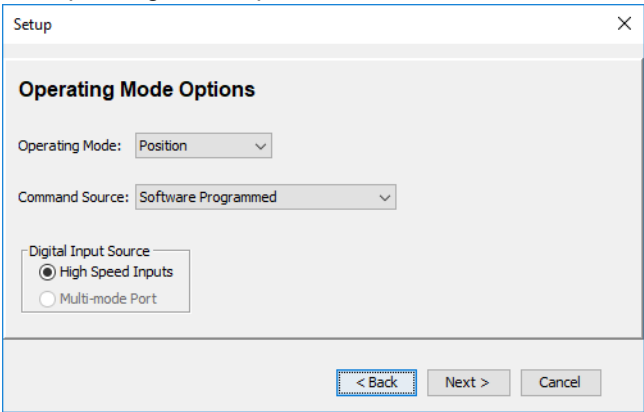 Setup
Operating Mode Options
Operating Mode: Position
Command Source: Software Programmed
Digital Input Source
High Speed Inputs
Multi-mode Port
< Back Next > Cancel